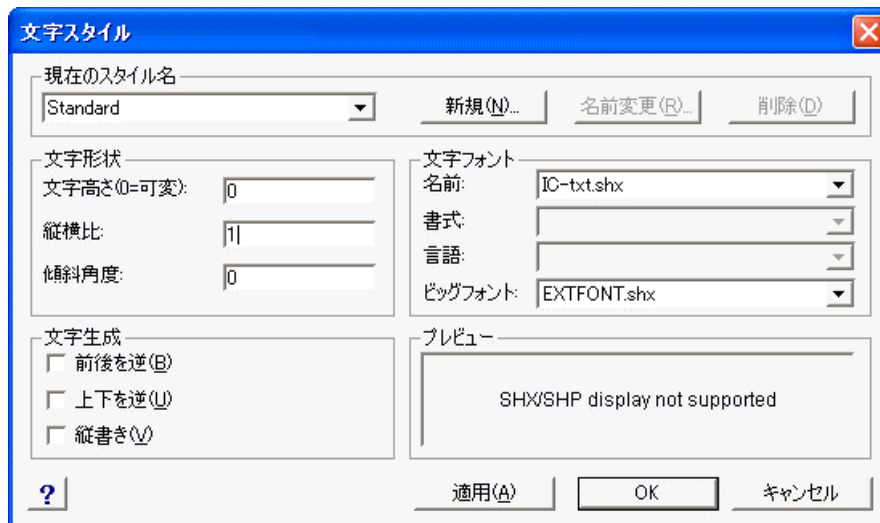 文字スタイル
現在のスタイル名
Standard
新規(N)...
名前変更(R)...
削除(D)
文字形状
文字高さ(0=可変):
0
縦横比:
1
傾斜角度:
0
文字フォント
名前:
IC-txt.shx
書式:
言語:
ビッグフォント:
EXTFONT.shx
文字生成
前後を逆(B)
上下を逆(U)
縦書き(V)
プレビュー
SHX/SHP display not supported
?
適用(A)
OK
キャンセル